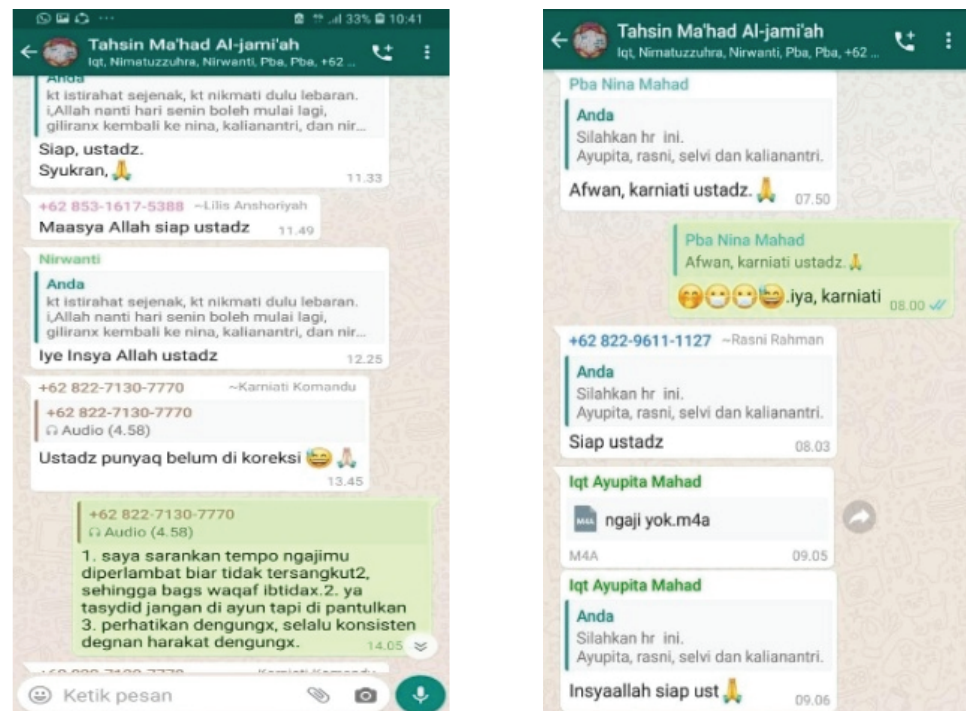 33% 10:41
Tahsin Ma'had Al-jami'ah
Iqt, Nimatuzzuhra, Nirwanti, Pba, Pba, +62 ...
Anda
kt istirahat sejenak, kt nikmati dulu lebaran.
i,Allah nanti hari senin boleh mulai lagi,
giliranx kembali ke nina, kalianantri, dan nir...
Siap, ustadz.
Syukran, 🙏
11.33
+62 853-1617-5388 ~Lilis Anshoriyah
Maasya Allah siap ustadz 11.49
Nirwanti
Anda
kt istirahat sejenak, kt nikmati dulu lebaran.
i,Allah nanti hari senin boleh mulai lagi,
giliranx kembali ke nina, kalianantri, dan nir...
Iye Insya Allah ustadz 12.25
+62 822-7130-7770 ~Karniati Komandu
+62 822-7130-7770
Audio (4.58)
Ustadz punyaq belum di koreksi 😅 🙏
13.45
+62 822-7130-7770
Audio (4.58)
1. saya sarankan tempo ngajimu
diperlambat biar tidak tersangkut2,
sehingga bags waqaf ibtidax.2. ya
tasydid jangan di ayun tapi di pantulkan
3. perhatikan dengungx, selalu konsisten
degnan harakat dengungx. 14.05
Ketik pesan
Tahsin Ma'had Al-jami'ah
Iqt, Nimatuzzuhra, Nirwanti, Pba, Pba, +62 ...
Pba Nina Mahad
Anda
Silahkan hr ini.
Ayupita, rasni, selvi dan kalianantri.
Afwan, karniati ustadz. 🙏 07.50
Pba Nina Mahad
Afwan, karniati ustadz. 🙏
🤭😷😷😅.iya, karniati 08.00
+62 822-9611-1127 ~Rasni Rahman
Anda
Silahkan hr ini.
Ayupita, rasni, selvi dan kalianantri.
Siap ustadz 08.03
Iqt Ayupita Mahad
ngaji yok.m4a
M4A 09.05
Iqt Ayupita Mahad
Anda
Silahkan hr ini.
Ayupita, rasni, selvi dan kalianantri.
Insyaallah siap ust 🙏 09.06